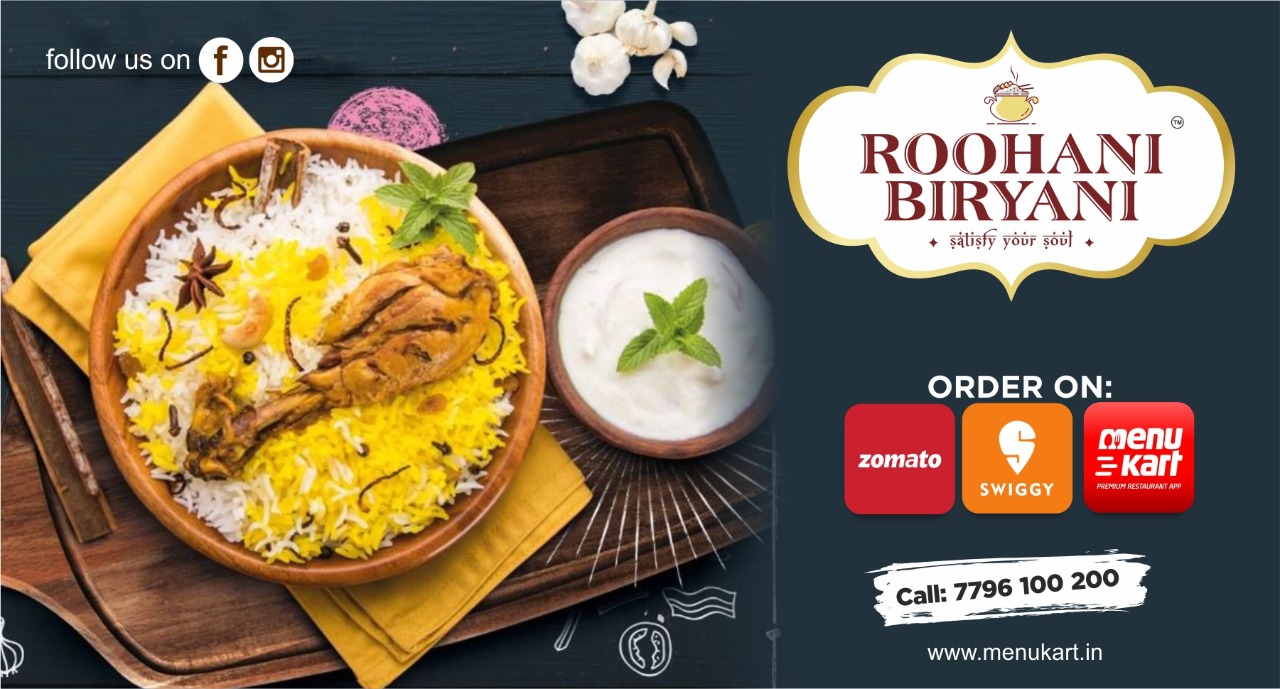 follow us on
TM
ROOHANI
BIRYANI
satisfy your soul
ORDER ON:
zomato
SWIGGY
menu
kart
PREMIUM RESTAURANT APP
Call: 7796 100 200
www.menukart.in